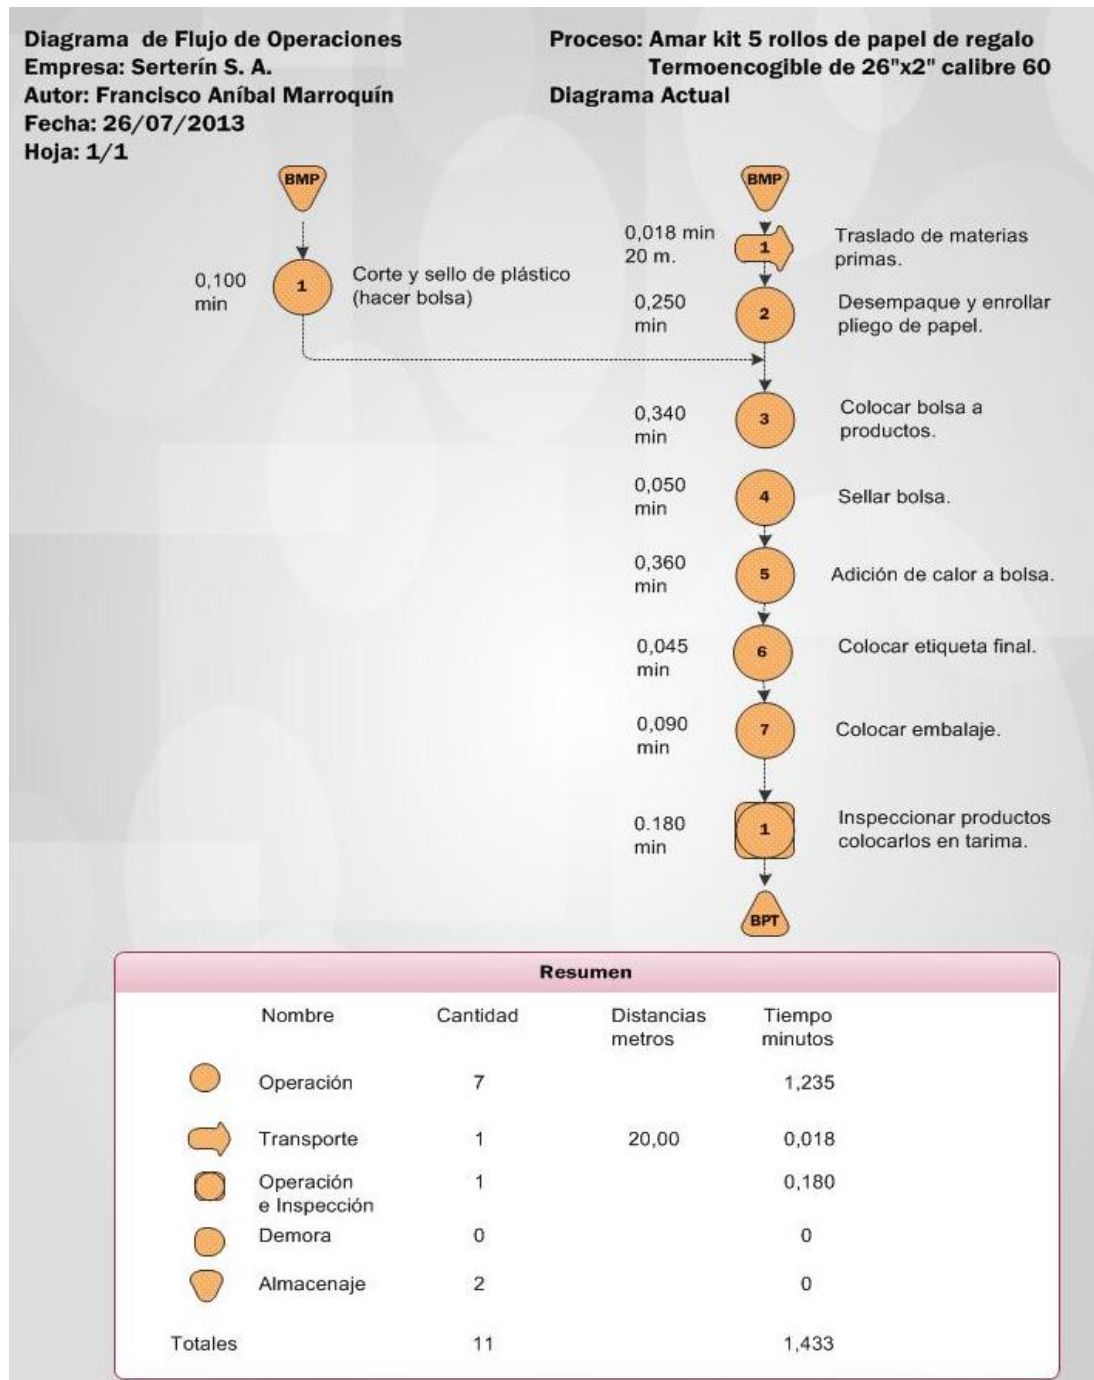 Diagrama de Flujo de Operaciones
Empresa: Serterín S. A.
Autor: Francisco Aníbal Marroquín
Fecha: 26/07/2013
Hoja: 1/1
Proceso: Amar kit 5 rollos de papel de regalo
Termoencogible de 26"x2" calibre 60
Diagrama Actual
BMP
0,100
min
1
Corte y sello de plástico
(hacer bolsa)
BMP
0,018 min
20 m.
1
Traslado de materias
primas.
0,250
min
2
Desempaque y enrollar
pliego de papel.
0,340
min
3
Colocar bolsa a
productos.
0,050
min
4
Sellar bolsa.
0,360
min
5
Adición de calor a bolsa.
0,045
min
6
Colocar etiqueta final.
0,090
min
7
Colocar embalaje.
0.180
min
1
Inspeccionar productos
colocarlos en tarima.
BPT
Resumen
Nombre Cantidad Distancias metros Tiempo minutos
Operación 7 1,235
Transporte 1 20,00 0,018
Operación e Inspección 1 0,180
Demora 0 0
Almacenaje 2 0
Totales 11 1,433